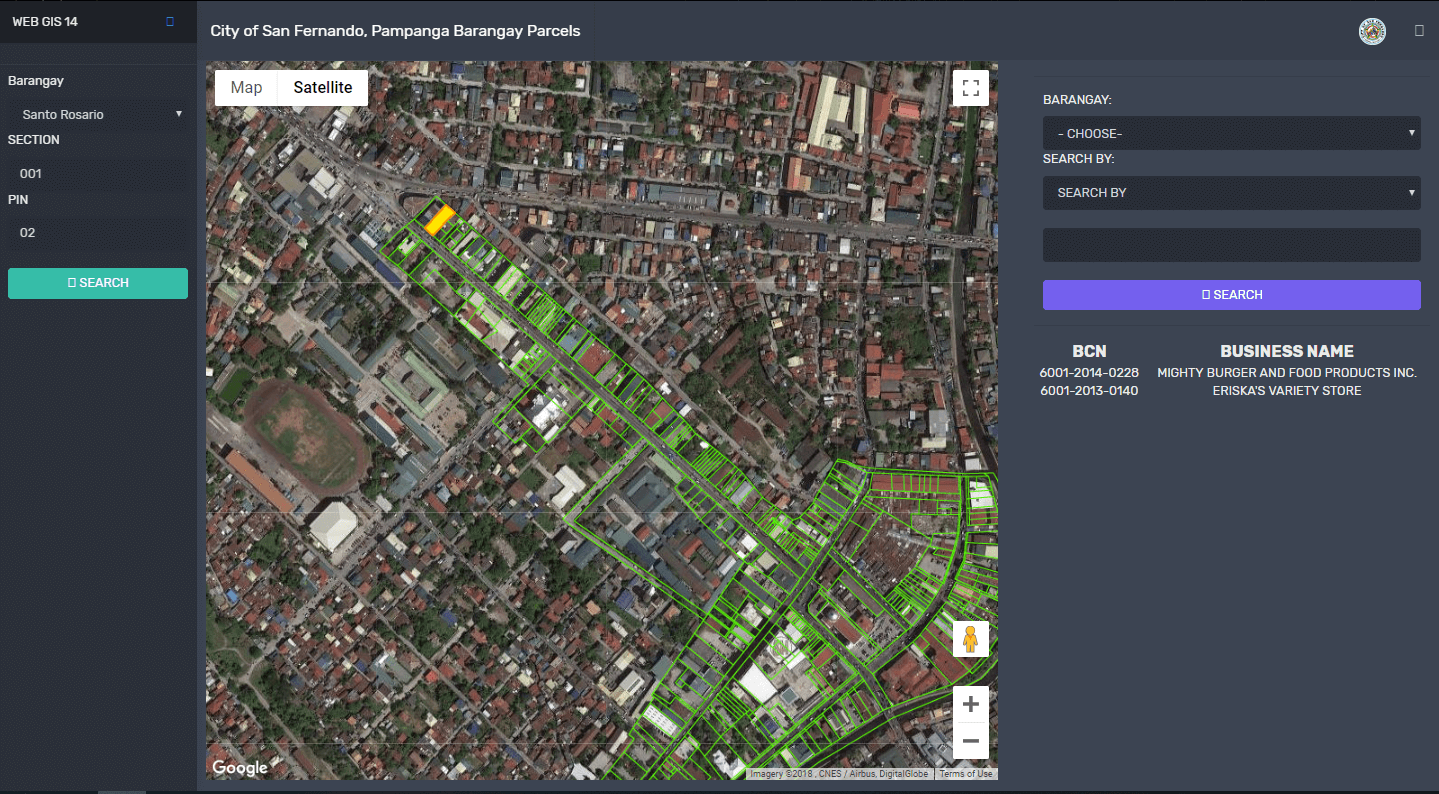 WEB GIS 14
City of San Fernando, Pampanga Barangay Parcels
Barangay
Santo Rosario
SECTION
001
PIN
02
SEARCH
Map
Satellite
Google
Imagery ©2018 , CNES / Airbus, DigitalGlobe
Terms of Use
BARANGAY:
- CHOOSE-
SEARCH BY:
SEARCH BY
SEARCH
BCN BUSINESS NAME
6001-2014-0228 MIGHTY BURGER AND FOOD PRODUCTS INC.
6001-2013-0140 ERISKA'S VARIETY STORE